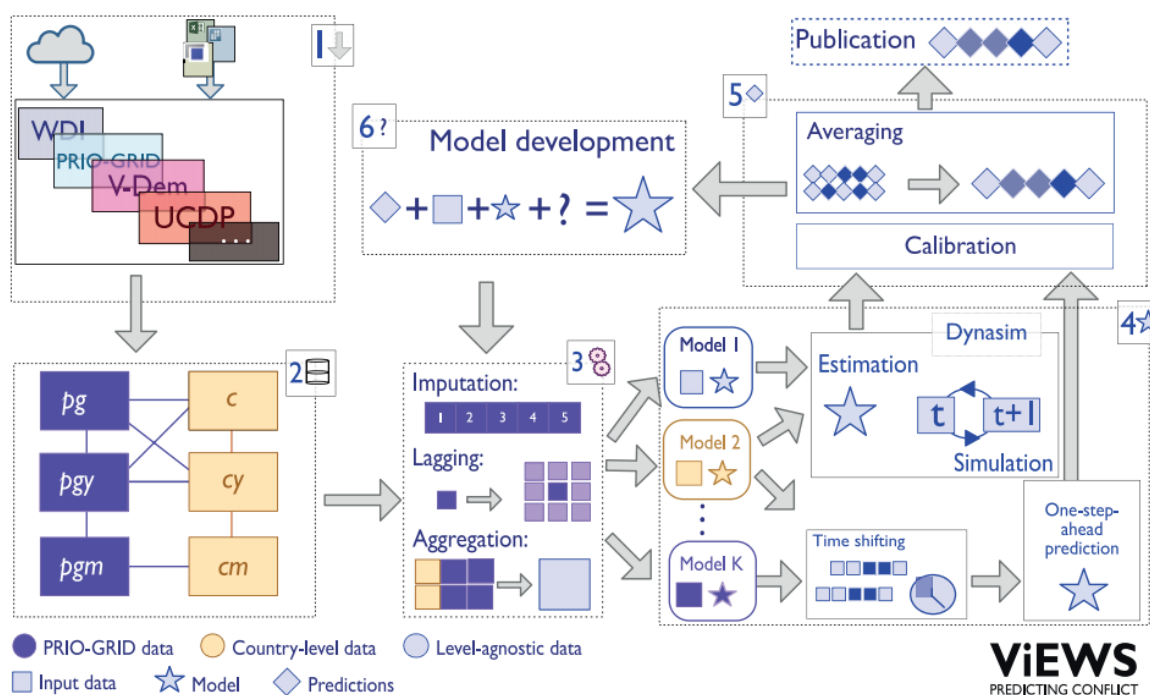 1
WDI
PRIO-GRID
V-Dem
UCDP
...
2
pg
c
pgy
cy
pgm
cm
3
Imputation:
1 2 3 4 5
Lagging:
Aggregation:
4
Model 1
Model 2
Model K
Dynasim
Estimation
t
t+1
Simulation
Time shifting
One-step-
ahead
prediction
5
Averaging
Calibration
Publication
6 ?
Model development
+ + + ? =
PRIO-GRID data
Country-level data
Level-agnostic data
Input data
Model
Predictions
ViEWS
PREDICTING CONFLICT